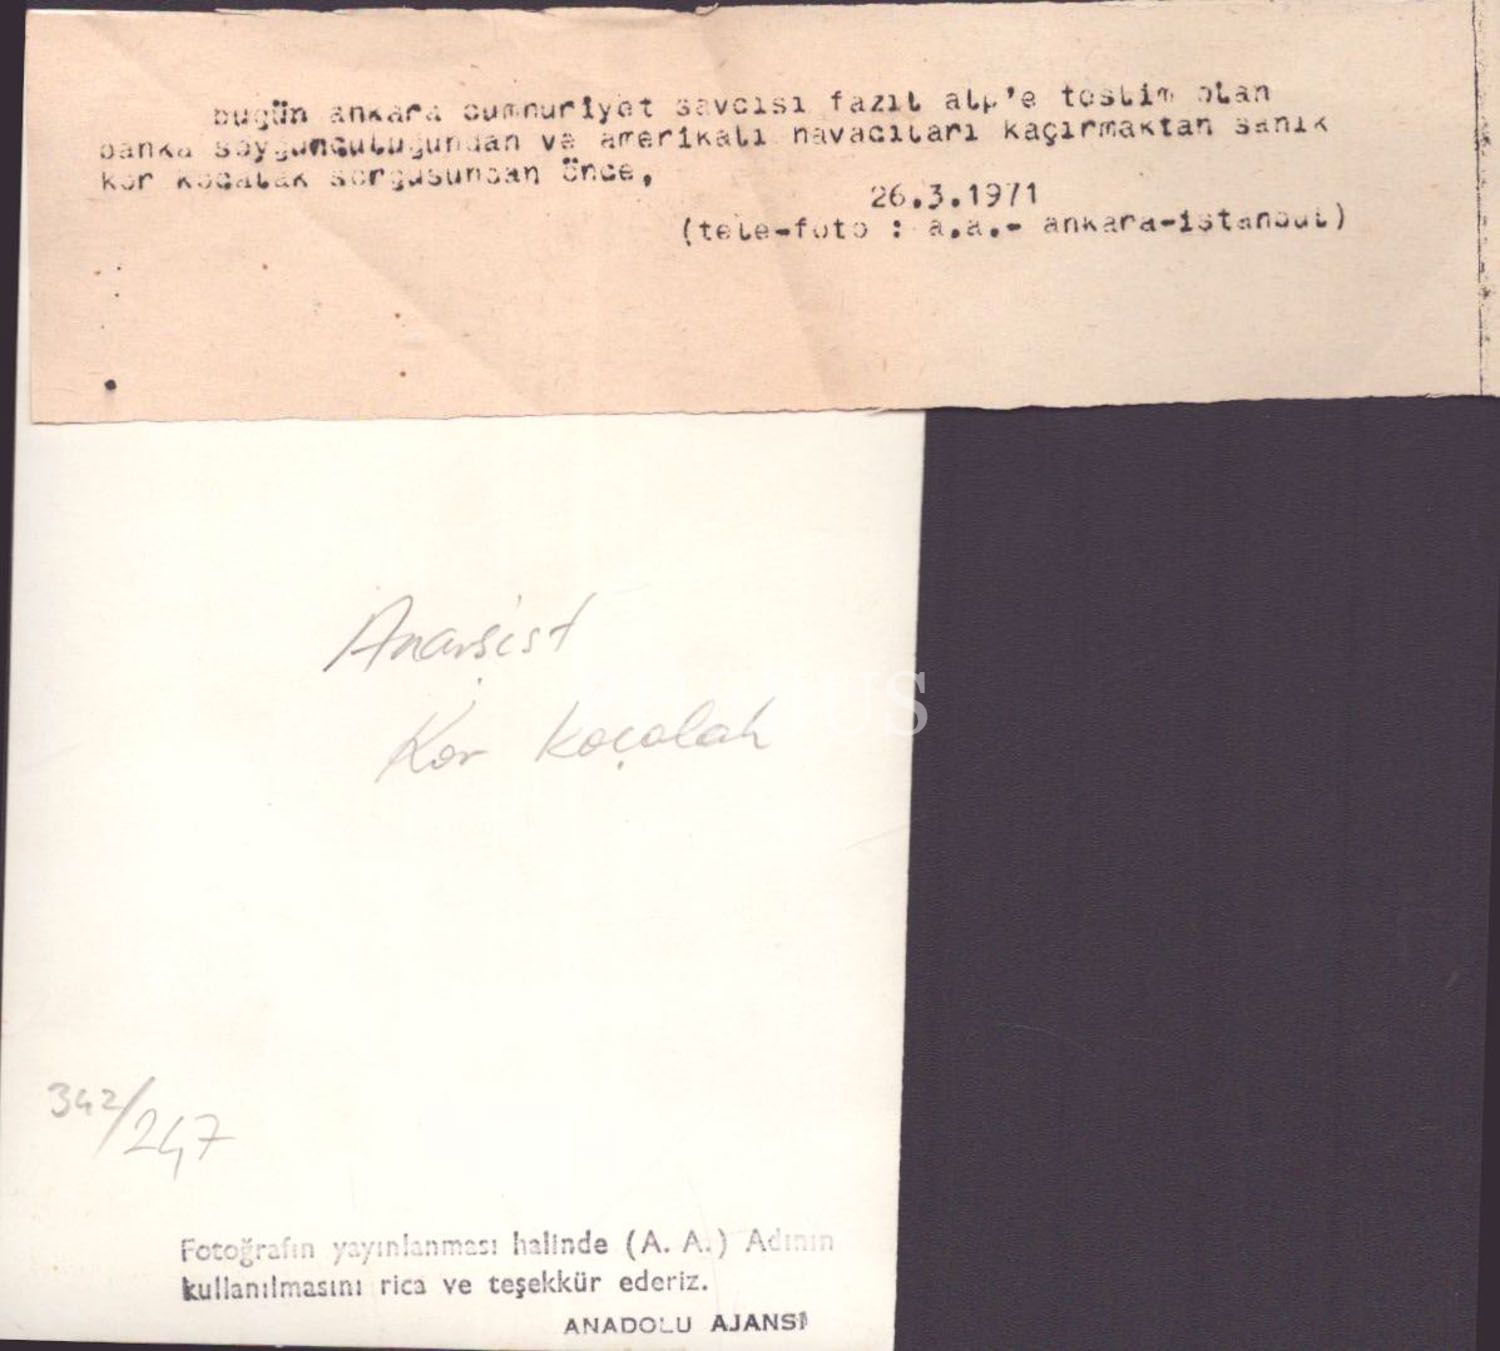 bugün ankara cumhuriyet savcısı fazıl alp'e teslim olan
banka soygunculuğundan ve amerikalı havacıları kaçırmaktan sanık
kor koçalak sorgusundan önce,
26.3.1971
(tele-foto : a.a.- ankara-istanbul)
Anarşist
Kor Koçalak
342/247
Fotoğrafın yayınlanması halinde (A. A.) Adının
kullanılmasını rica ve teşekkür ederiz.
ANADOLU AJANSI